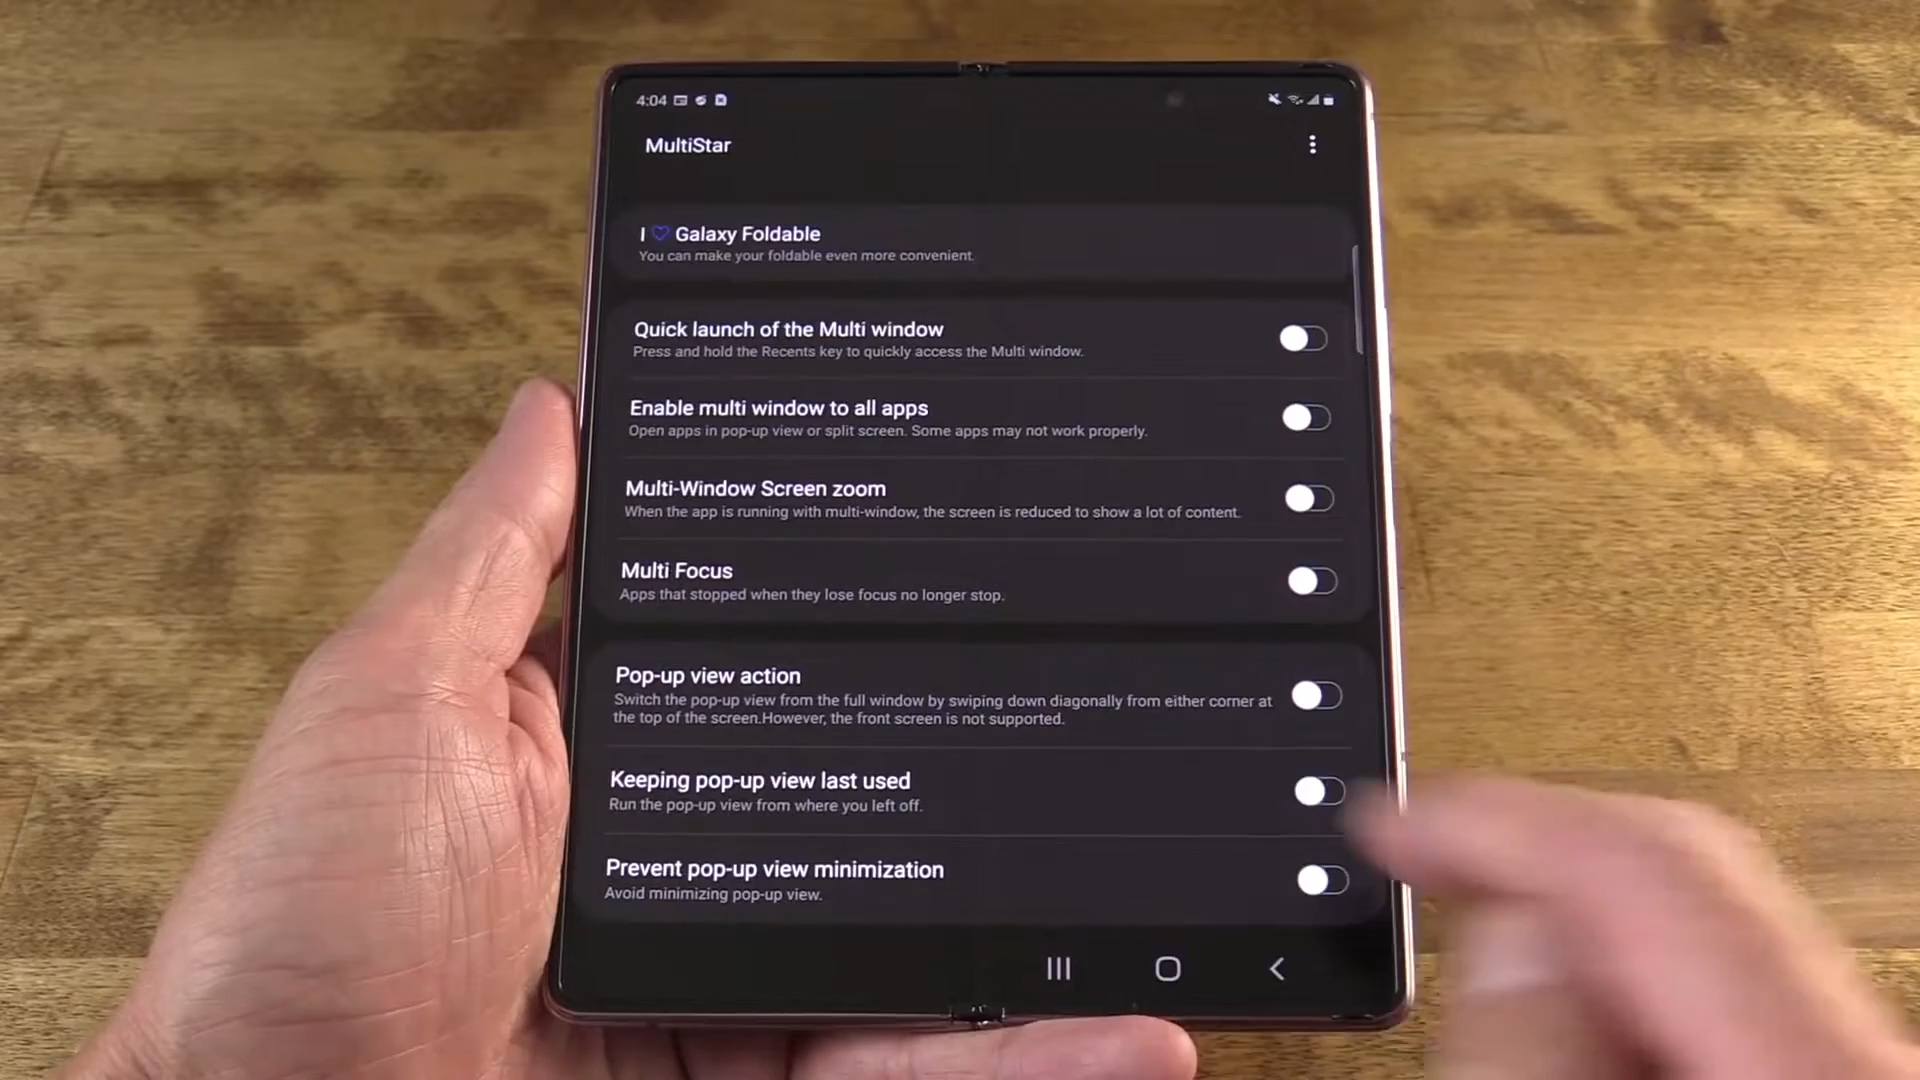 4:04
MultiStar
I ♡ Galaxy Foldable
You can make your foldable even more convenient.
Quick launch of the Multi window
Press and hold the Recents key to quickly access the Multi window.
Enable multi window to all apps
Open apps in pop-up view or split screen. Some apps may not work properly.
Multi-Window Screen zoom
When the app is running with multi-window, the screen is reduced to show a lot of content.
Multi Focus
Apps that stopped when they lose focus no longer stop.
Pop-up view action
Switch the pop-up view from the full window by swiping down diagonally from either corner at
the top of the screen.However, the front screen is not supported.
Keeping pop-up view last used
Run the pop-up view from where you left off.
Prevent pop-up view minimization
Avoid minimizing pop-up view.